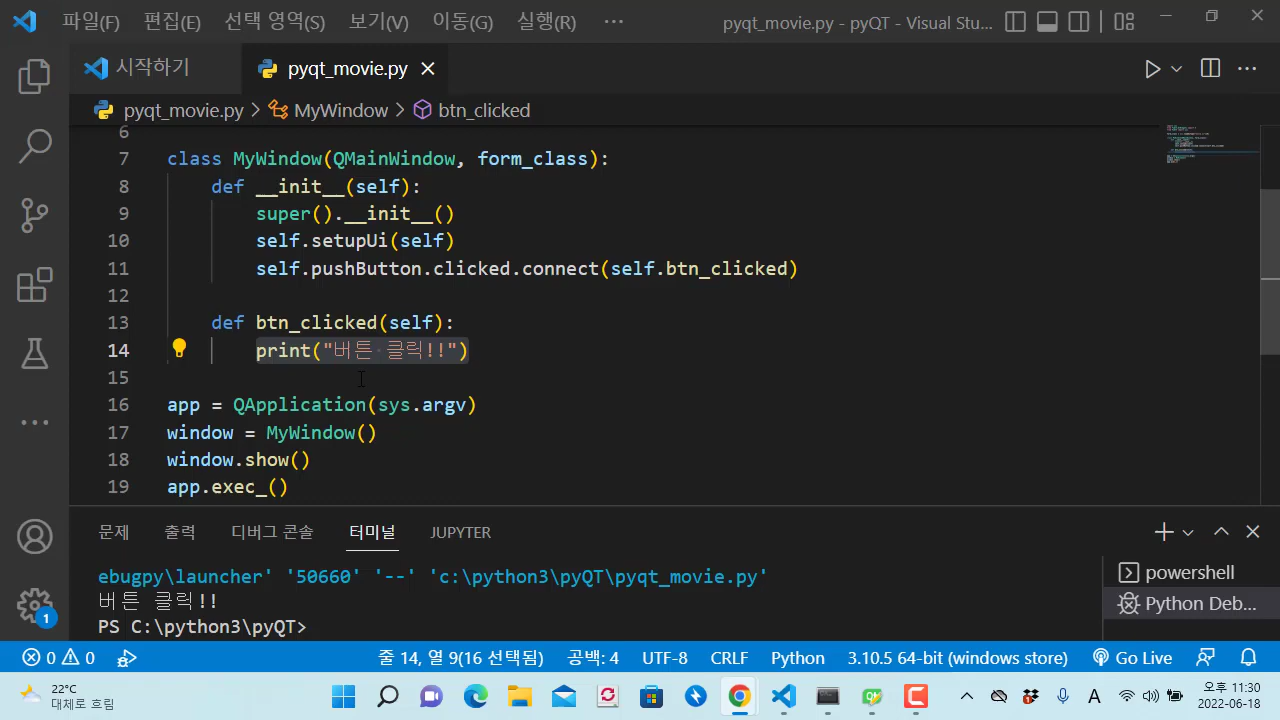 파일(F) 편집(E) 선택 영역(S) 보기(V) 이동(G) 실행(R) ··· pyqt_movie.py - pyQT - Visual Stu...
시작하기 pyqt_movie.py
pyqt_movie.py > MyWindow > btn_clicked
6
7 class MyWindow(QMainWindow, form_class):
8 def __init__(self):
9 super().__init__()
10 self.setupUi(self)
11 self.pushButton.clicked.connect(self.btn_clicked)
12
13 def btn_clicked(self):
14 print("버튼 클릭!!")
15
16 app = QApplication(sys.argv)
17 window = MyWindow()
18 window.show()
19 app.exec_()
문제 출력 디버그 콘솔 터미널 JUPYTER
ebugpy\launcher' '50660' '--' 'c:\python3\pyQT\pyqt_movie.py'
버튼 클릭!!
PS C:\python3\pyQT>
powershell
Python Deb...
1
0 0 줄 14, 열 9(16 선택됨) 공백: 4 UTF-8 CRLF Python 3.10.5 64-bit (windows store) Go Live
22°C
대체로 흐림
A
오후 11:30
2022-06-18